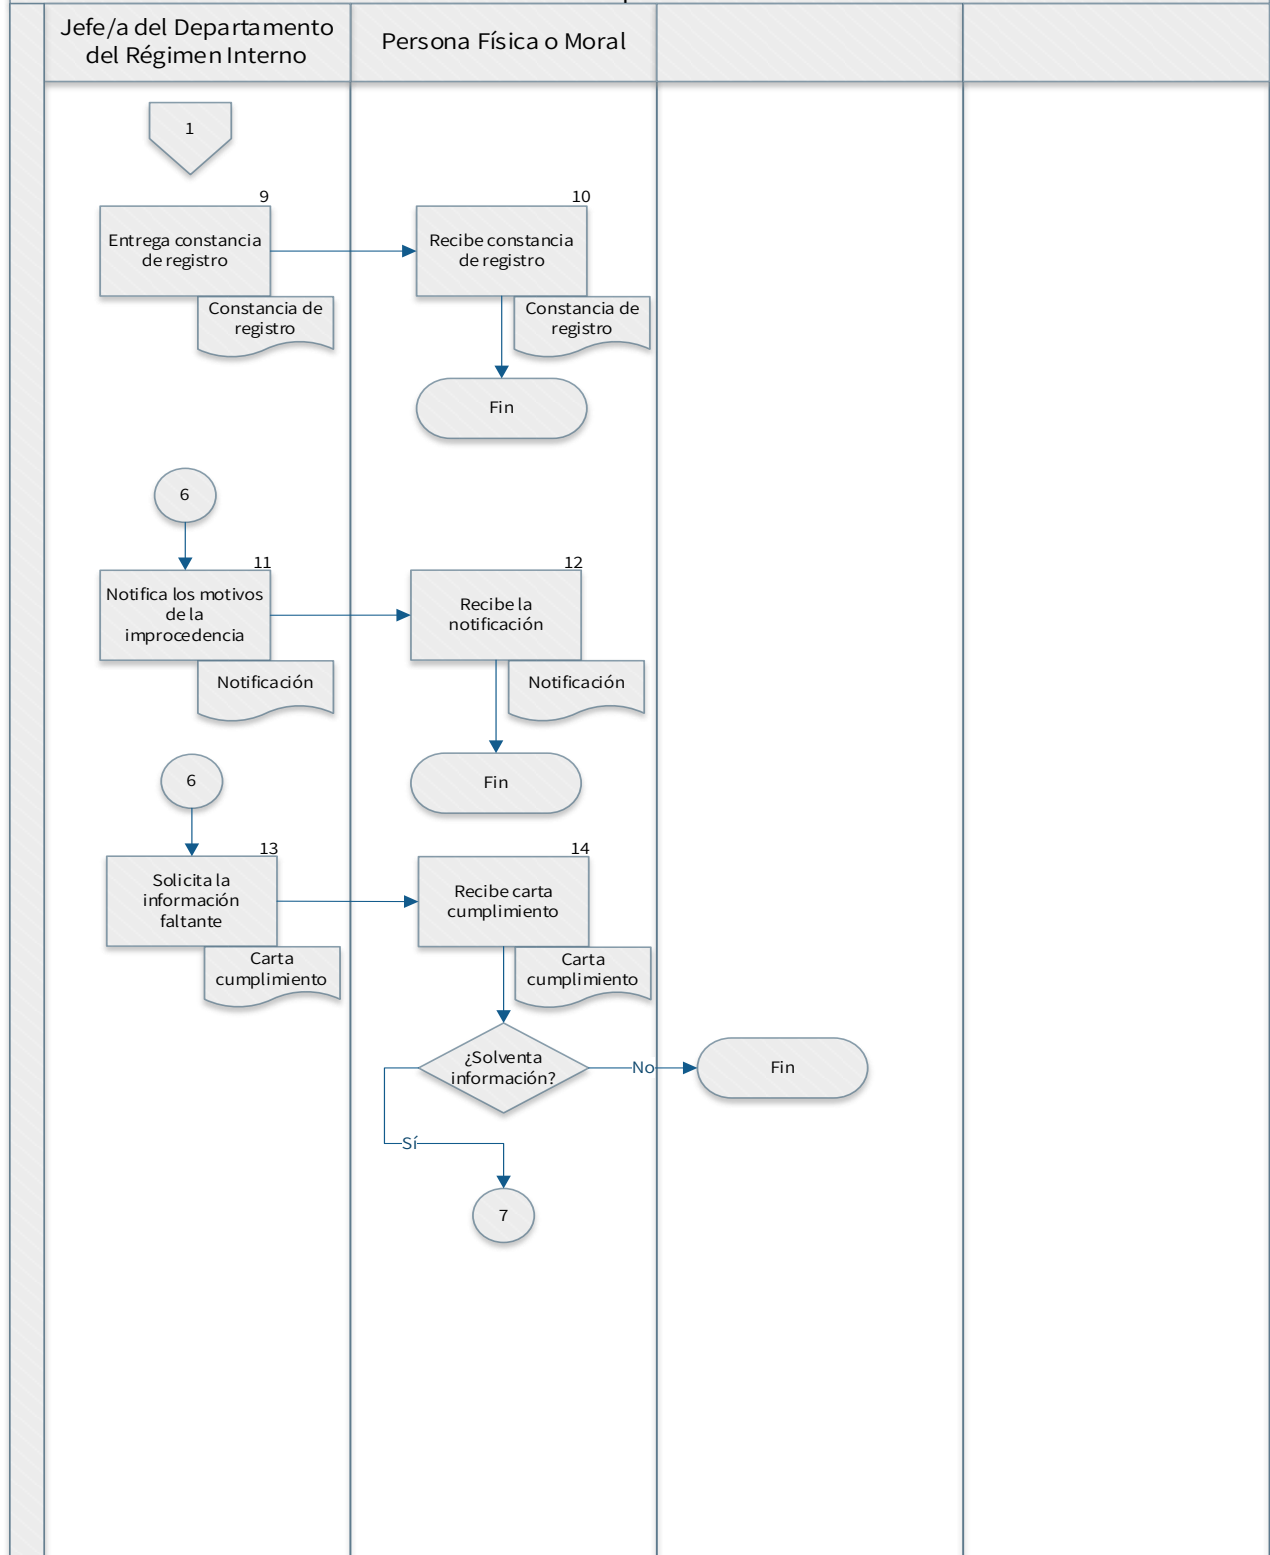 Jefe/a del Departamento
del Régimen Interno
Persona Física o Moral
1
9
10
Entrega constancia
de registro
Recibe constancia
de registro
Constancia de
registro
Constancia de
registro
Fin
6
11
12
Notifica los motivos
de la
improcedencia
Recibe la
notificación
Notificación
Notificación
6
Fin
13
14
Solicita la
información
faltante
Recibe carta
cumplimiento
Carta
cumplimiento
Carta
cumplimiento
¿Solventa
información?
No
Fin
Sí
7